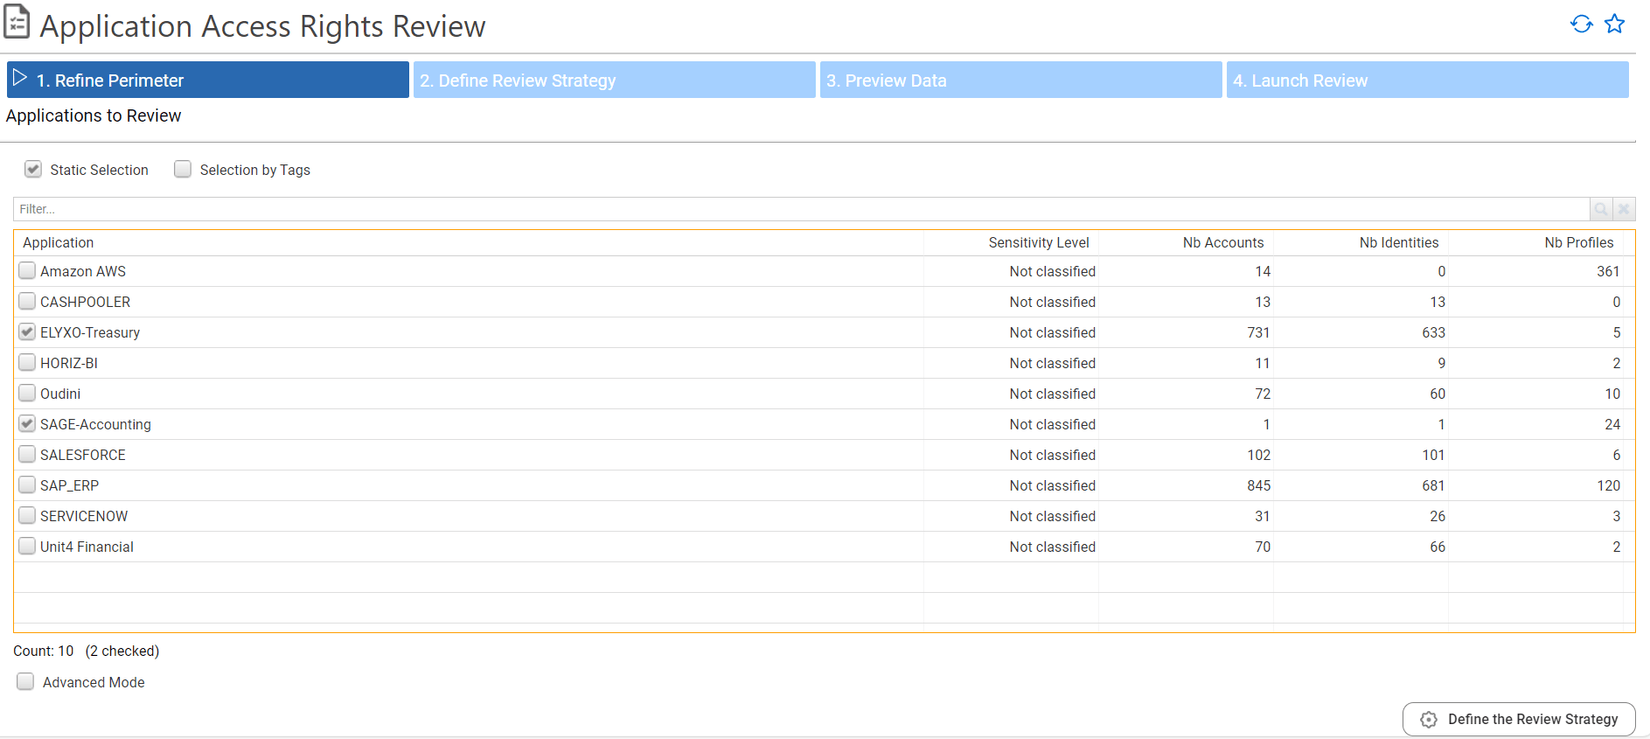 Application Access Rights Review
1. Refine Perimeter 2. Define Review Strategy 3. Preview Data 4. Launch Review
Applications to Review
Static Selection Selection by Tags
Filter...
Application Sensitivity Level Nb Accounts Nb Identities Nb Profiles
Amazon AWS Not classified 14 0 361
CASHPOOLER Not classified 13 13 0
ELYXO-Treasury Not classified 731 633 5
HORIZ-BI Not classified 11 9 2
Oudini Not classified 72 60 10
SAGE-Accounting Not classified 1 1 24
SALESFORCE Not classified 102 101 6
SAP_ERP Not classified 845 681 120
SERVICENOW Not classified 31 26 3
Unit4 Financial Not classified 70 66 2
Count: 10 (2 checked)
Advanced Mode
Define the Review Strategy